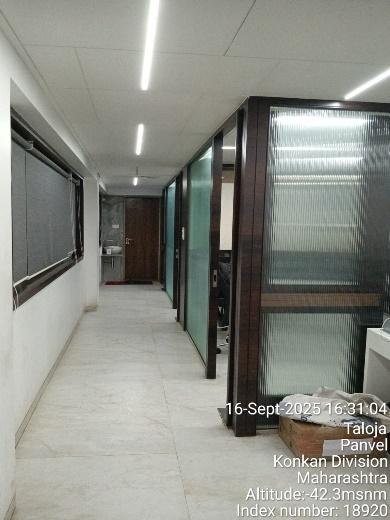 16-Sept-2025 16:31:04
Taloja
Panvel
Konkan Division
Maharashtra
Altitude:-42.3msnm
Index number: 18920